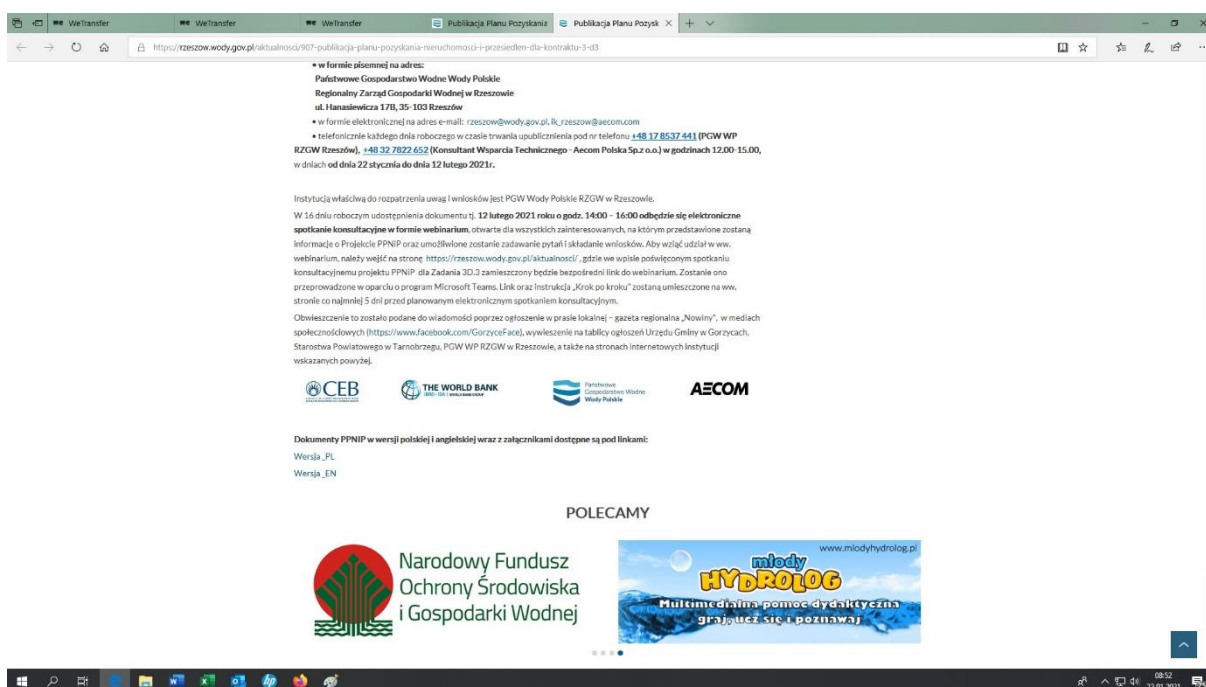 WeTransfer
WeTransfer
WeTransfer
Publikacja Planu Pozyskania
Publikacja Planu Pozysk
https://rzeszow.wody.gov.pl/aktualnosci/907-publikacja-planu-pozyskania-nieruchomosci-i-przesiedlen-dla-kontraktu-3-d3
• w formie pisemnej na adres:
Państwowe Gospodarstwo Wodne Wody Polskie
Regionalny Zarząd Gospodarki Wodnej w Rzeszowie
ul. Hanasiewicza 17B, 35-103 Rzeszów
• w formie elektronicznej na adres e-mail: rzeszow@wody.gov.pl, ik_rzeszow@aecom.com
• telefonicznie każdego dnia roboczego w czasie trwania upublicznienia pod nr telefonu +48 17 8537 441 (PGW WP
RZGW Rzeszów), +48 32 7822 652 (Konsultant Wsparcia Technicznego - Aecom Polska Sp.z o.o.) w godzinach 12.00-15.00,
w dniach od dnia 22 stycznia do dnia 12 lutego 2021r.
Instytucją właściwą do rozpatrzenia uwag i wniosków jest PGW Wody Polskie RZGW w Rzeszowie.
W 16 dniu roboczym udostępnienia dokumentu tj. 12 lutego 2021 roku o godz. 14:00 – 16:00 odbędzie się elektroniczne
spotkanie konsultacyjne w formie webinarium, otwarte dla wszystkich zainteresowanych, na którym przedstawione zostaną
informacje o Projekcie PPNiP oraz umożliwione zostanie zadawanie pytań i składanie wniosków. Aby wziąć udział w ww.
webinarium, należy wejść na stronę https://rzeszow.wody.gov.pl/aktualnosci/ , gdzie we wpisie poświęconym spotkaniu
konsultacyjnemu projektu PPNiP dla Zadania 3D.3 zamieszczony będzie bezpośredni link do webinarium. Zostanie ono
przeprowadzone w oparciu o program Microsoft Teams. Link oraz instrukcja „Krok po kroku" zostaną umieszczone na ww.
stronie co najmniej 5 dni przed planowanym elektronicznym spotkaniem konsultacyjnym.
Obwieszczenie to zostało podane do wiadomości poprzez ogłoszenie w prasie lokalnej – gazeta regionalna „Nowiny", w mediach
społecznościowych (https://www.facebook.com/GorzyceFace), wywieszenie na tablicy ogłoszeń Urzędu Gminy w Gorzycach,
Starostwa Powiatowego w Tarnobrzegu, PGW WP RZGW w Rzeszowie, a także na stronach internetowych instytucji
wskazanych powyżej.
CEB
THE WORLD BANK
IBRD • IDA | WORLD BANK GROUP
Państwowe
Gospodarstwo Wodne
Wody Polskie
AECOM
Dokumenty PPNIP w wersji polskiej i angielskiej wraz z załącznikami dostępne są pod linkami:
Wersja_PL
Wersja_EN
POLECAMY
Narodowy Fundusz
Ochrony Środowiska
i Gospodarki Wodnej
www.mlodyhydrolog.pl
młody
HYDROLOG
Multimedialna pomoc dydaktyczna
graj, ucz się i poznawaj
08:52
22.01.2021